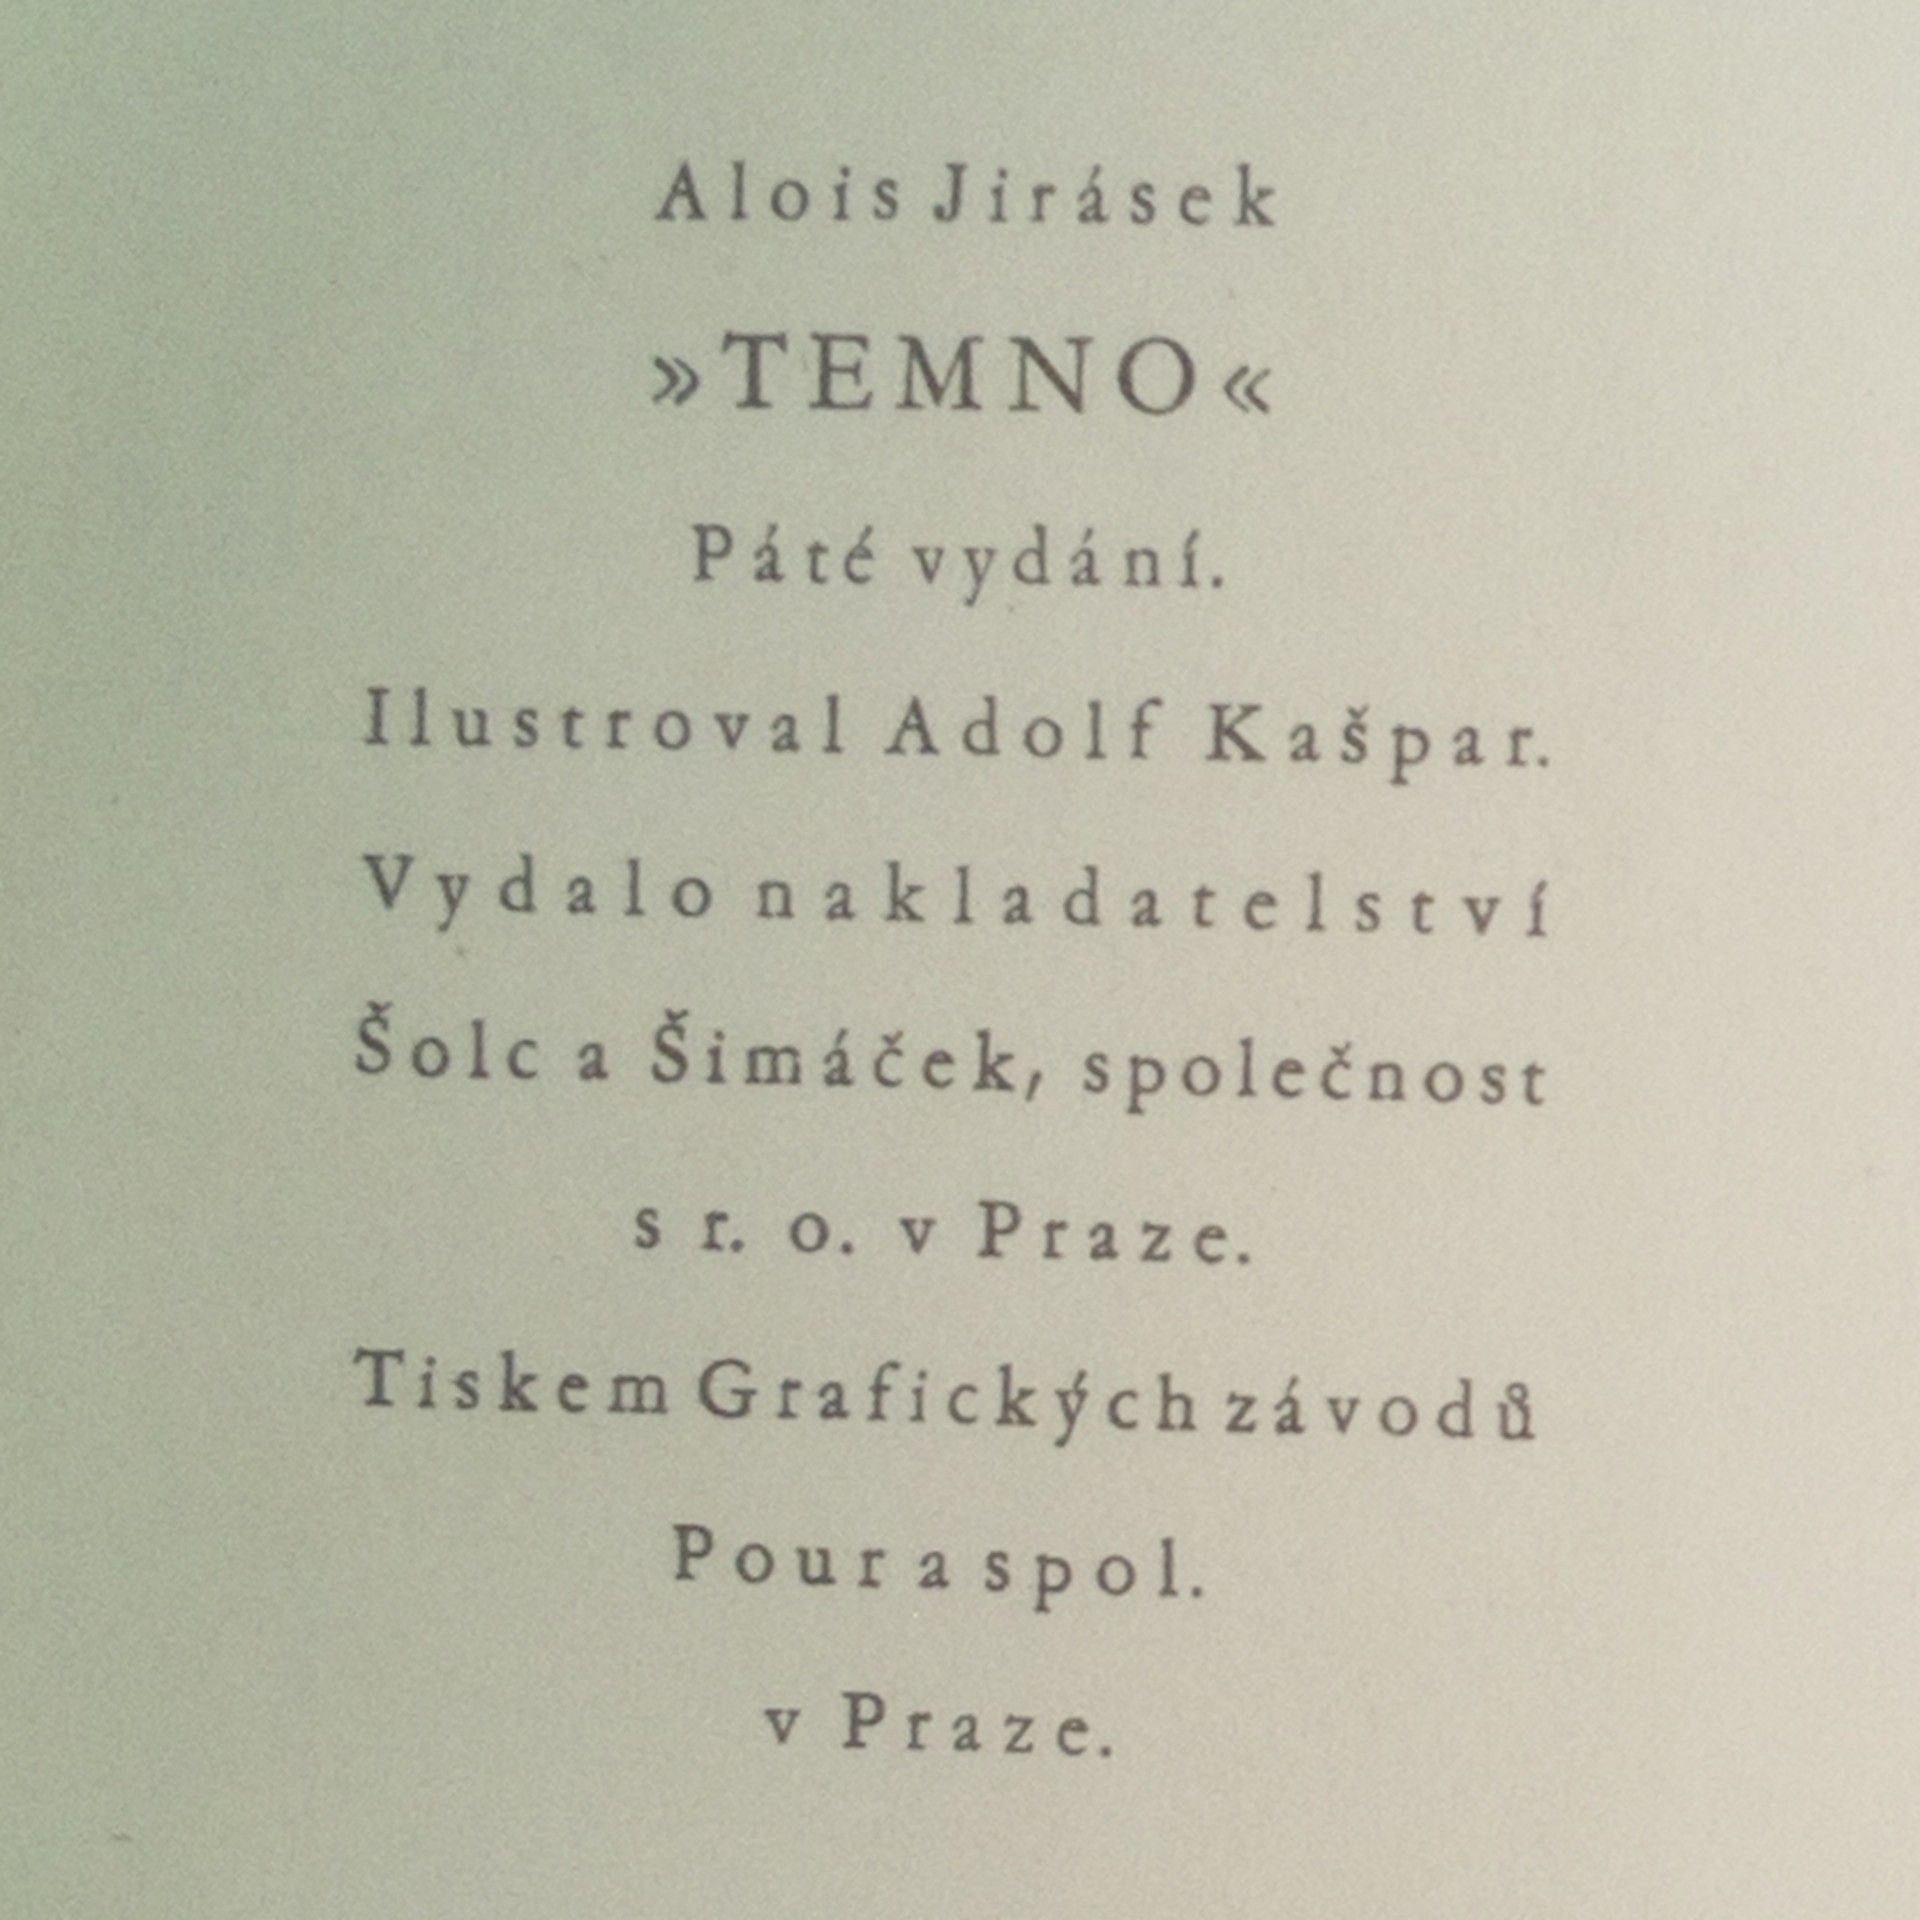 Alois Jirásek
»TEMNO«
Páté vydání.
Ilustroval Adolf Kašpar.
Vydalo nakladatelství
Šolc a Šimáček, společnost
s r. o. v Praze.
Tiskem Grafických závodů
Pour a spol.
v Praze.